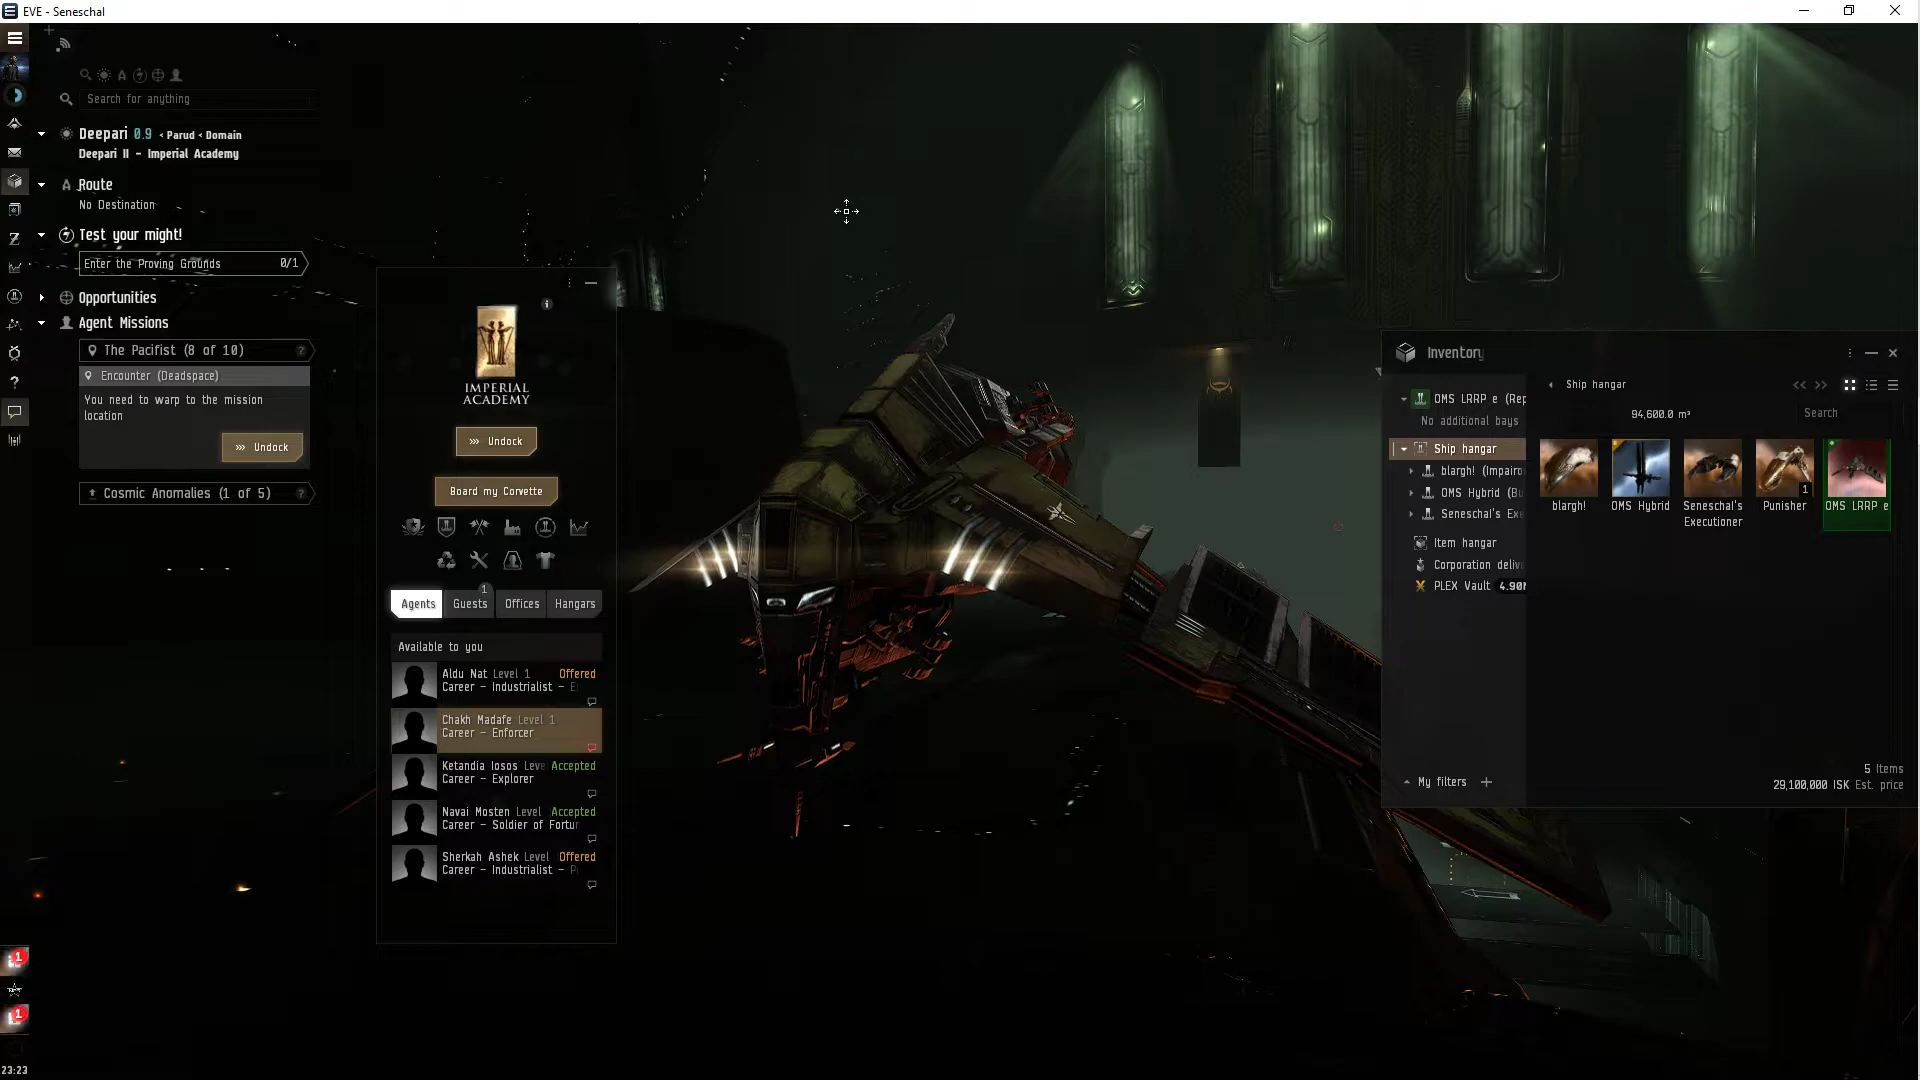 EVE - Seneschal
Search for anything
Deepari 0.9 < Parud < Domain
Deepari II - Imperial Academy
Route
No Destination
Test your might!
Enter the Proving Grounds 0/1
Opportunities
Agent Missions
The Pacifist (8 of 10) ?
Encounter (Deadspace)
You need to warp to the mission
location
>>> Undock
Cosmic Anomalies (1 of 5) ?
IMPERIAL
ACADEMY
>>> Undock
Board my Corvette
1
Agents Guests Offices Hangars
Available to you
Aldu Nat Level 1 Offered
Career - Industrialist - E
Chakh Madafe Level 1
Career - Enforcer
Ketandia Iosos Leve Accepted
Career - Explorer
Navai Mosten Level Accepted
Career - Soldier of Fortun
Sherkah Ashek Level Offered
Career - Industrialist - P
Inventory
Ship hangar
94,600.0 m³
Search
OMS LRRP e (Rep
No additional bays
Ship hangar
blargh! (Impairo
OMS Hybrid (Bu
Seneschal's Exe
Item hangar
Corporation deliv
PLEX Vault 4.90M
My filters +
blargh!
OMS Hybrid
Seneschal's
Executioner
1
Punisher
OMS LRRP e
5 Items
29,100,000 ISK Est. price
1
1
23:23